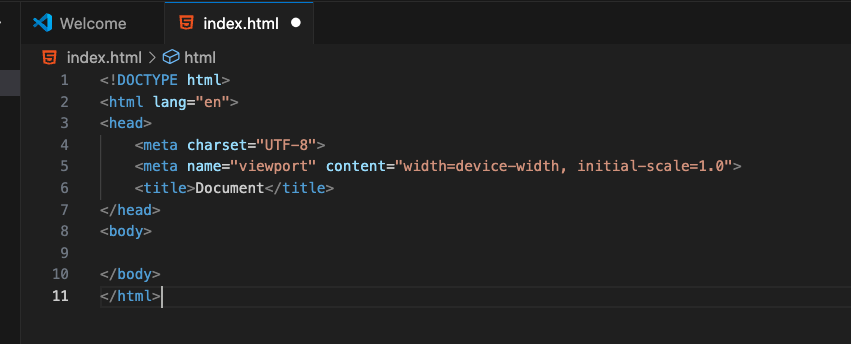 Welcome
index.html
index.html > html
1 <!DOCTYPE html>
2 <html lang="en">
3 <head>
4     <meta charset="UTF-8">
5     <meta name="viewport" content="width=device-width, initial-scale=1.0">
6     <title>Document</title>
7 </head>
8 <body>
9
10 </body>
11 </html>